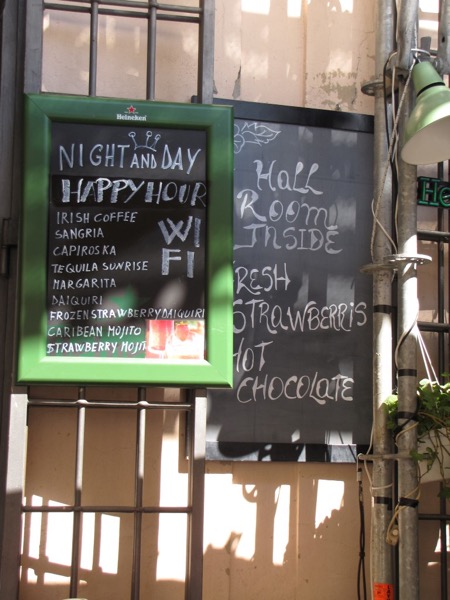 Heineken
NIGHT AND DAY
HAPPY HOUR
IRISH COFFEE
SANGRIA
CAPIROSKA
TEQUILA SUNRISE
MARGARITA
DAIQUIRI
FROZEN STRAWBERRY DAIQUIRI
CARIBEAN MOJITO
STRAWBERRY MOJIT
WI
FI
Hall
Room
INSIDE
RESH
STRAWBERRIS
HOT
CHOCOLATE
He